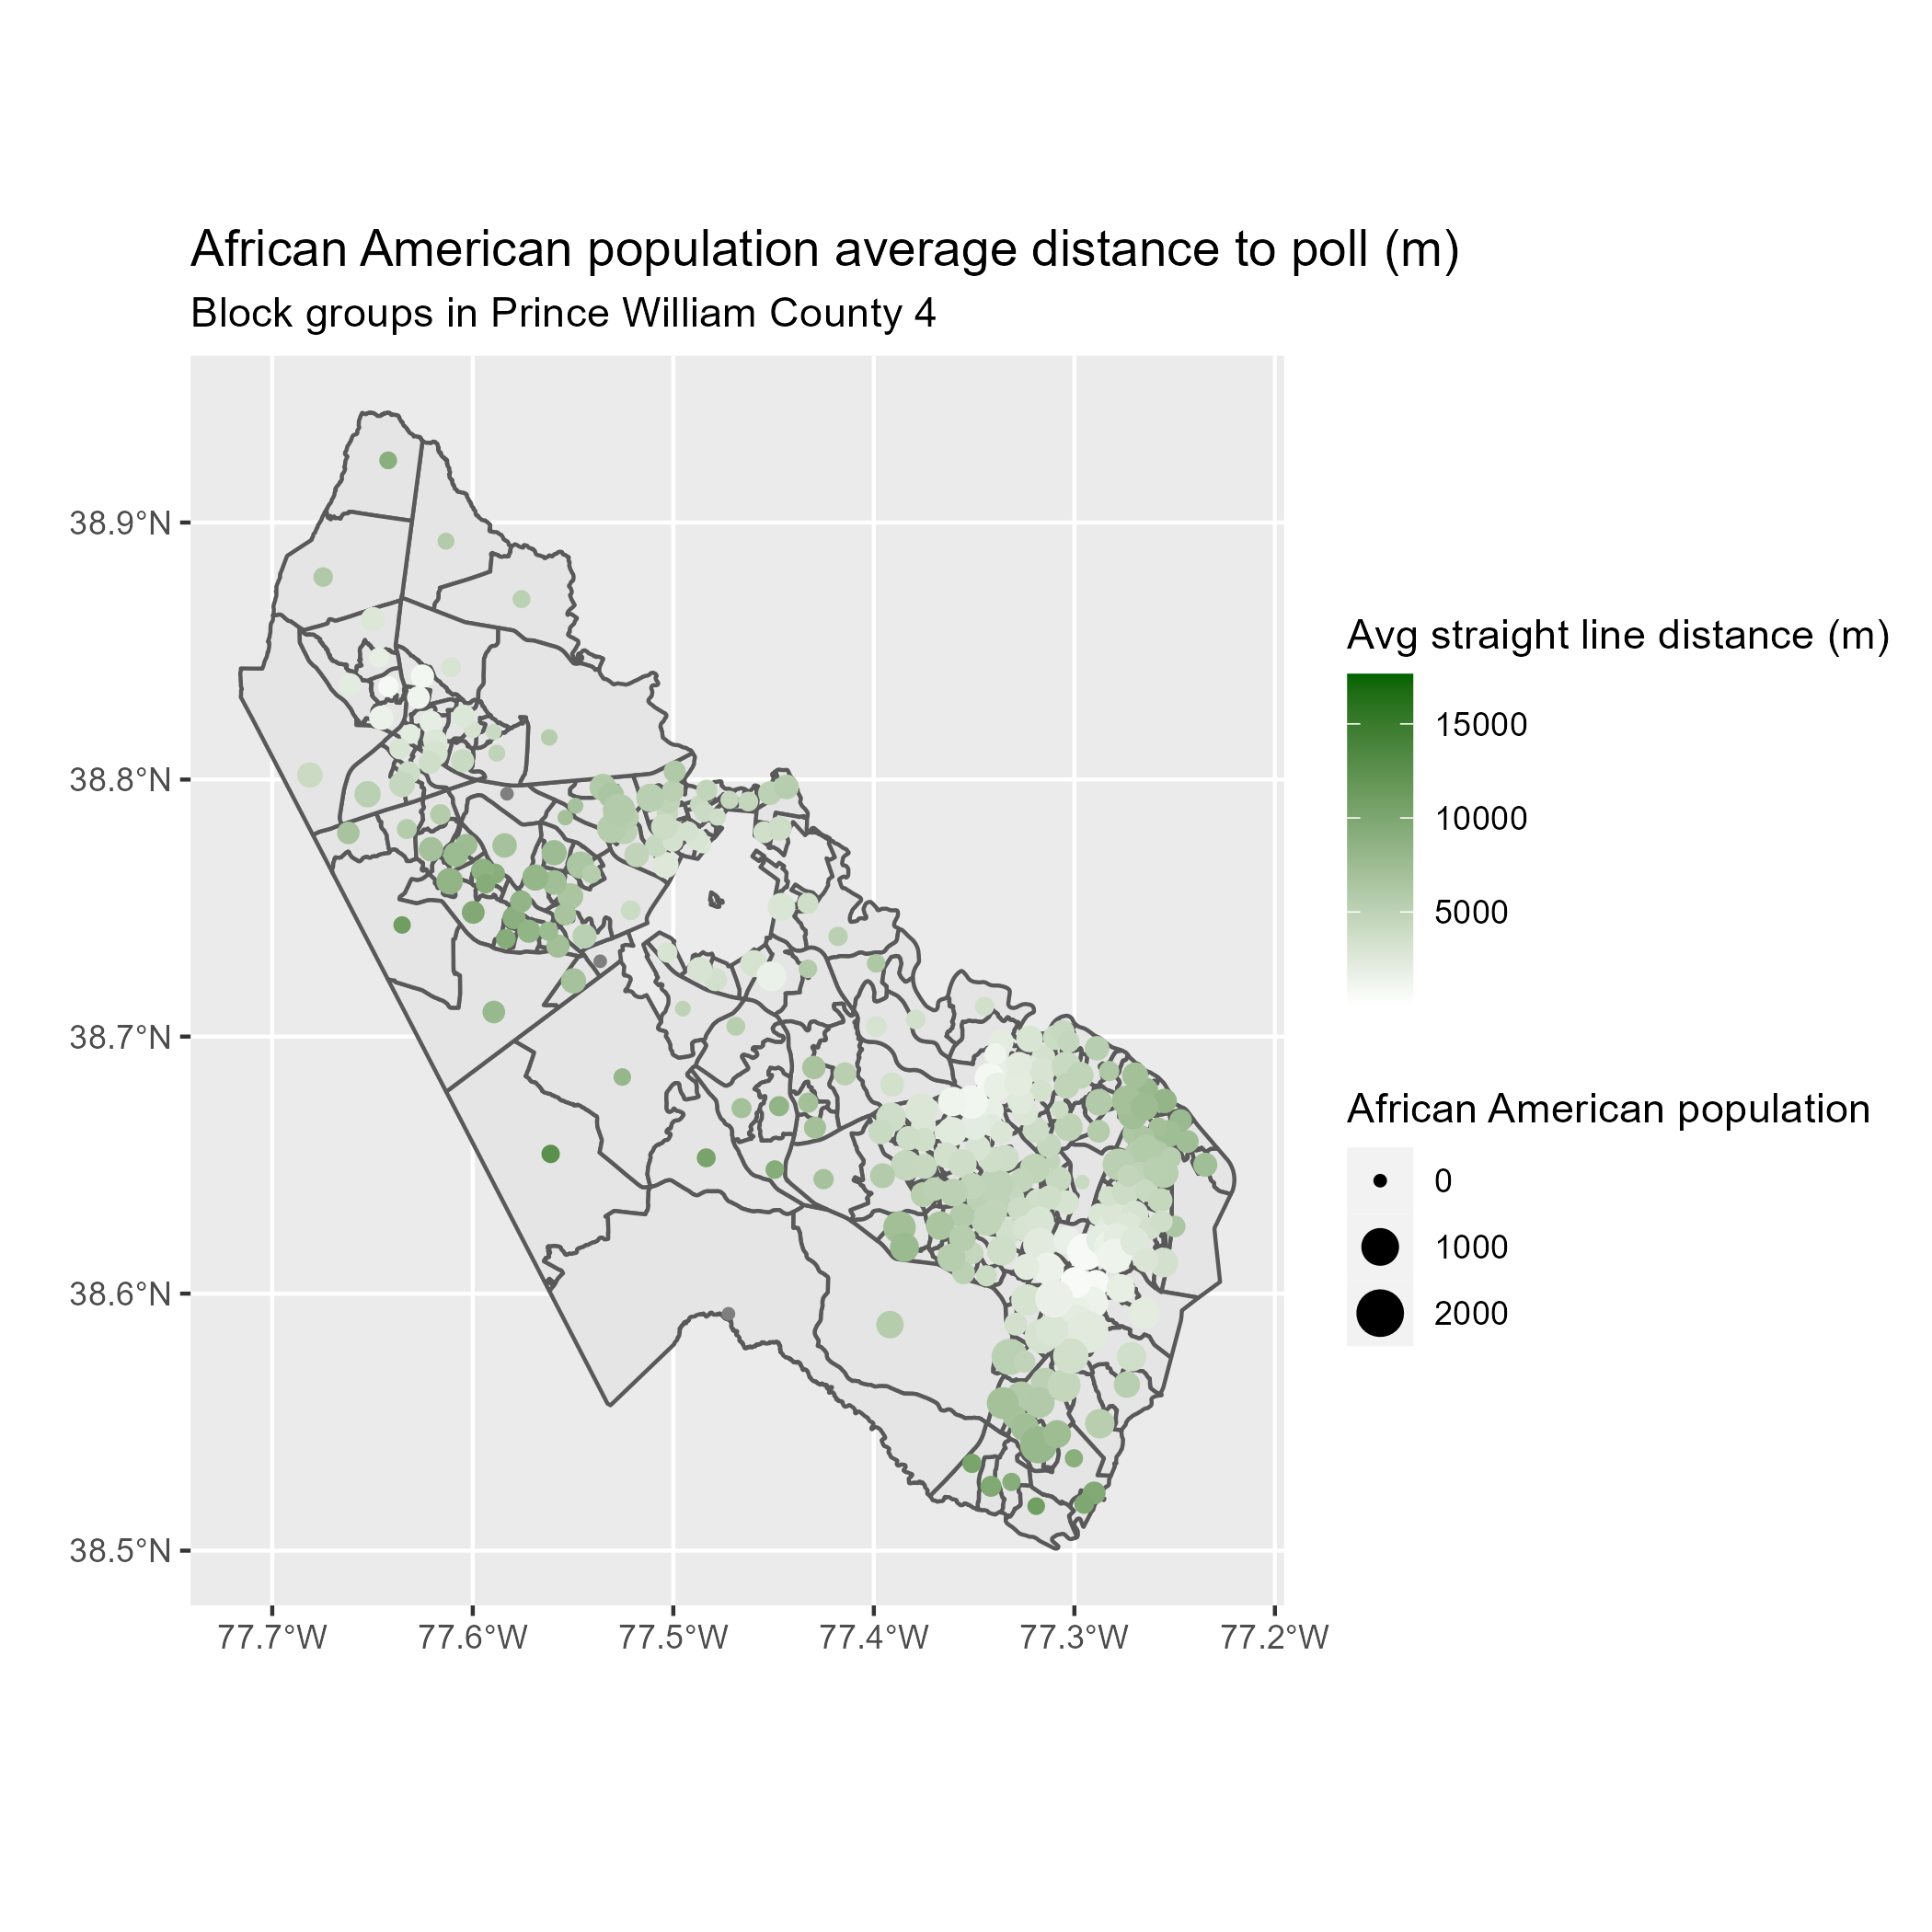 African American population average distance to poll (m)
Block groups in Prince William County 4
38.9°N
38.8°N
38.7°N
38.6°N
38.5°N
77.7°W
77.6°W
77.5°W
77.4°W
77.3°W
77.2°W
Avg straight line distance (m)
15000
10000
5000
African American population
0
1000
2000